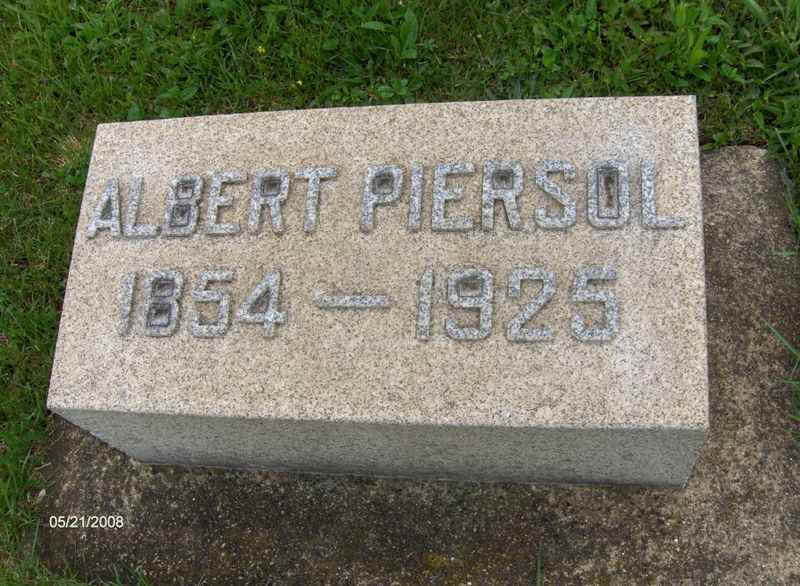 ALBERT PIERSOL
1854 — 1925
05/21/2008